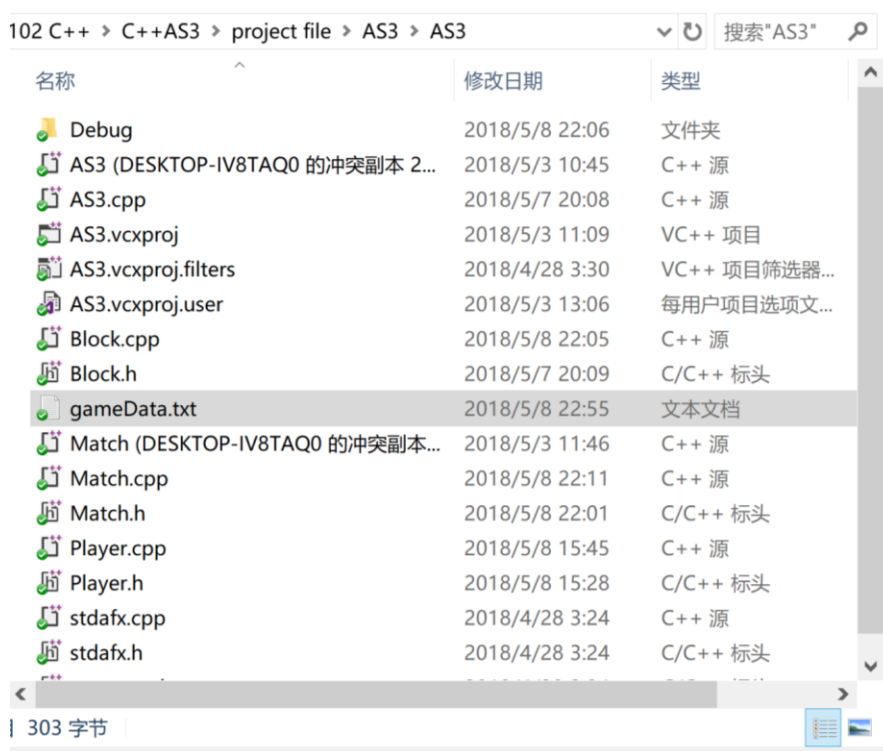 102 C++ > C++AS3 > project file > AS3 > AS3 搜索"AS3"
名称 修改日期 类型
Debug 2018/5/8 22:06 文件夹
AS3 (DESKTOP-IV8TAQ0 的冲突副本 2... 2018/5/3 10:45 C++ 源
AS3.cpp 2018/5/7 20:08 C++ 源
AS3.vcxproj 2018/5/3 11:09 VC++ 项目
AS3.vcxproj.filters 2018/4/28 3:30 VC++ 项目筛选器...
AS3.vcxproj.user 2018/5/3 13:06 每用户项目选项文...
Block.cpp 2018/5/8 22:05 C++ 源
Block.h 2018/5/7 20:09 C/C++ 标头
gameData.txt 2018/5/8 22:55 文本文档
Match (DESKTOP-IV8TAQ0 的冲突副本... 2018/5/3 11:46 C++ 源
Match.cpp 2018/5/8 22:11 C++ 源
Match.h 2018/5/8 22:01 C/C++ 标头
Player.cpp 2018/5/8 15:45 C++ 源
Player.h 2018/5/8 15:28 C/C++ 标头
stdafx.cpp 2018/4/28 3:24 C++ 源
stdafx.h 2018/4/28 3:24 C/C++ 标头
303 字节